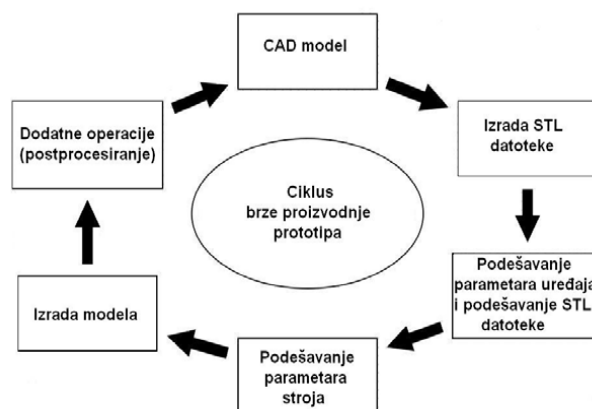 CAD model
Izrada STL
datoteke
Podešavanje
parametara uređaja
i podešavanje STL
datoteke
Podešavanje
parametara
stroja
Izrada modela
Dodatne operacije
(postprocesiranje)
Ciklus
brze proizvodnje
prototipa